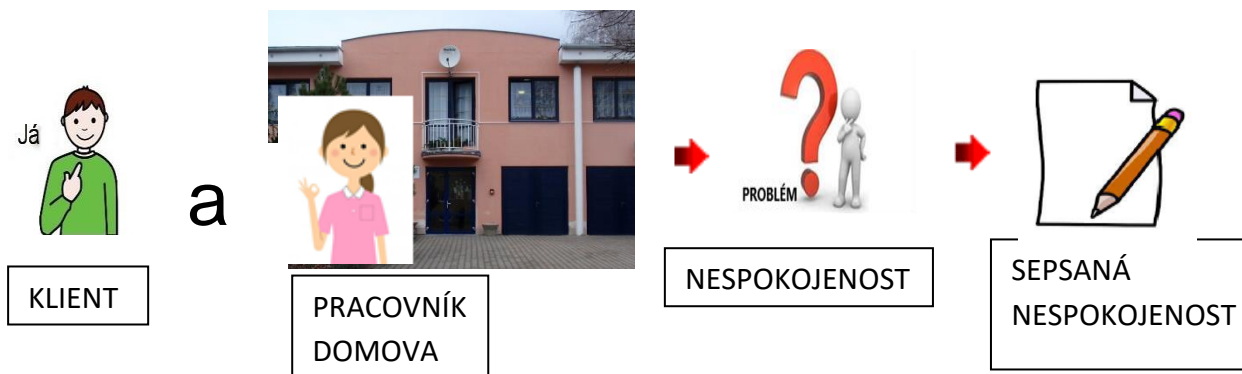 Já
a
PROBLÉM
KLIENT
PRACOVNÍK
DOMOVA
NESPOKOJENOST
SEPSANÁ
NESPOKOJENOST